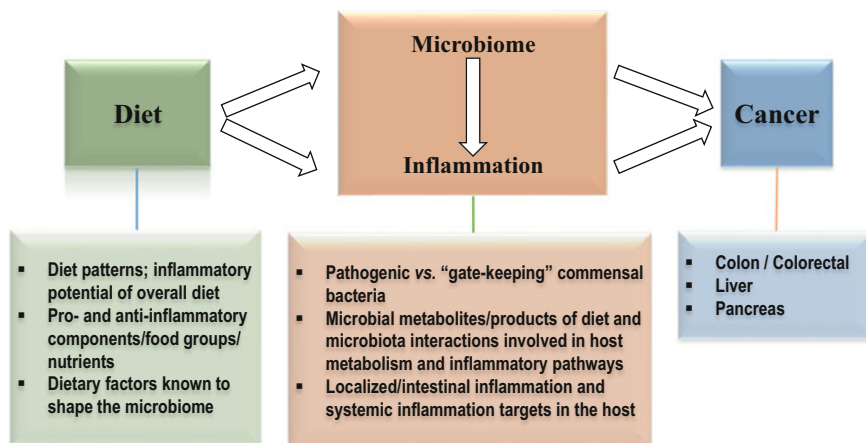 Microbiome
Diet
Cancer
Inflammation
▪ Diet patterns; inflammatory
potential of overall diet
▪ Pro- and anti-inflammatory
components/food groups/
nutrients
▪ Dietary factors known to
shape the microbiome
▪ Pathogenic vs. “gate-keeping” commensal
bacteria
▪ Microbial metabolites/products of diet and
microbiota interactions involved in host
metabolism and inflammatory pathways
▪ Localized/intestinal inflammation and
systemic inflammation targets in the host
▪ Colon / Colorectal
▪ Liver
▪ Pancreas